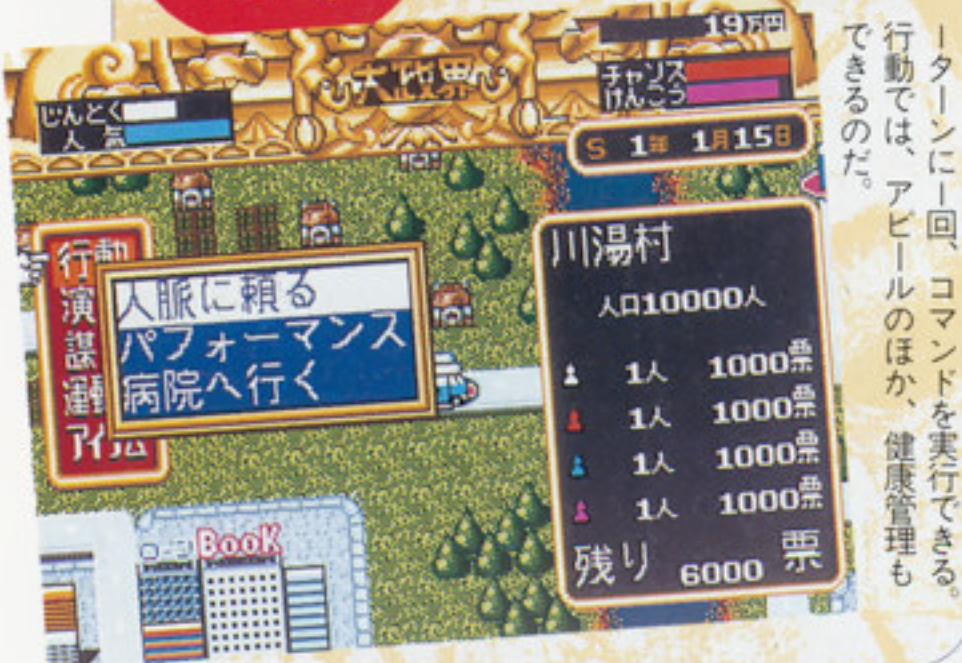 ーターンに一回、コマンドを実行できる。
行動では、アピールのほか、健康管理も
できるのだ。
19万円
大政界
チャンス
けんこう
じんとく
人気
S 1年 1月15日
行動
演
謀
運動
アイテム
人脈に頼る
パフォーマンス
病院へ行く
川湯村
人口10000人
1人 1000票
1人 1000票
1人 1000票
1人 1000票
残り 6000 票
BooK